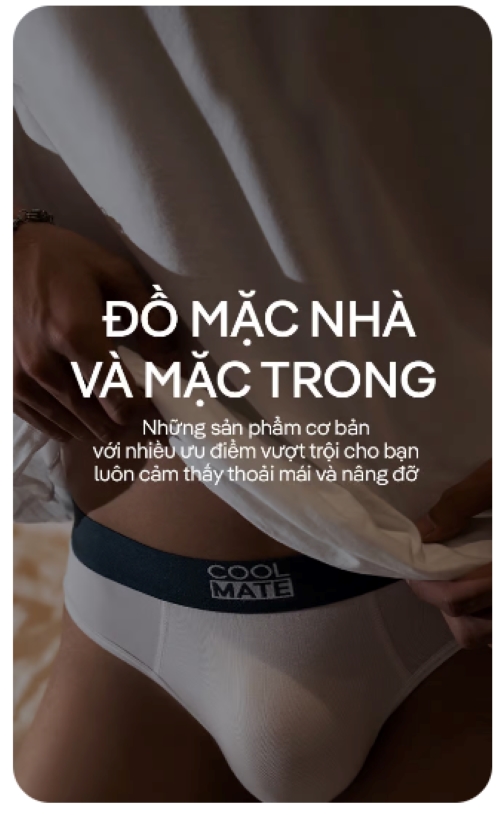 ĐỒ MẶC NHÀ
VÀ MẶC TRONG
Những sản phẩm cơ bản
với nhiều ưu điểm vượt trội cho bạn
luôn cảm thấy thoải mái và nâng đỡ
COOL
MATE